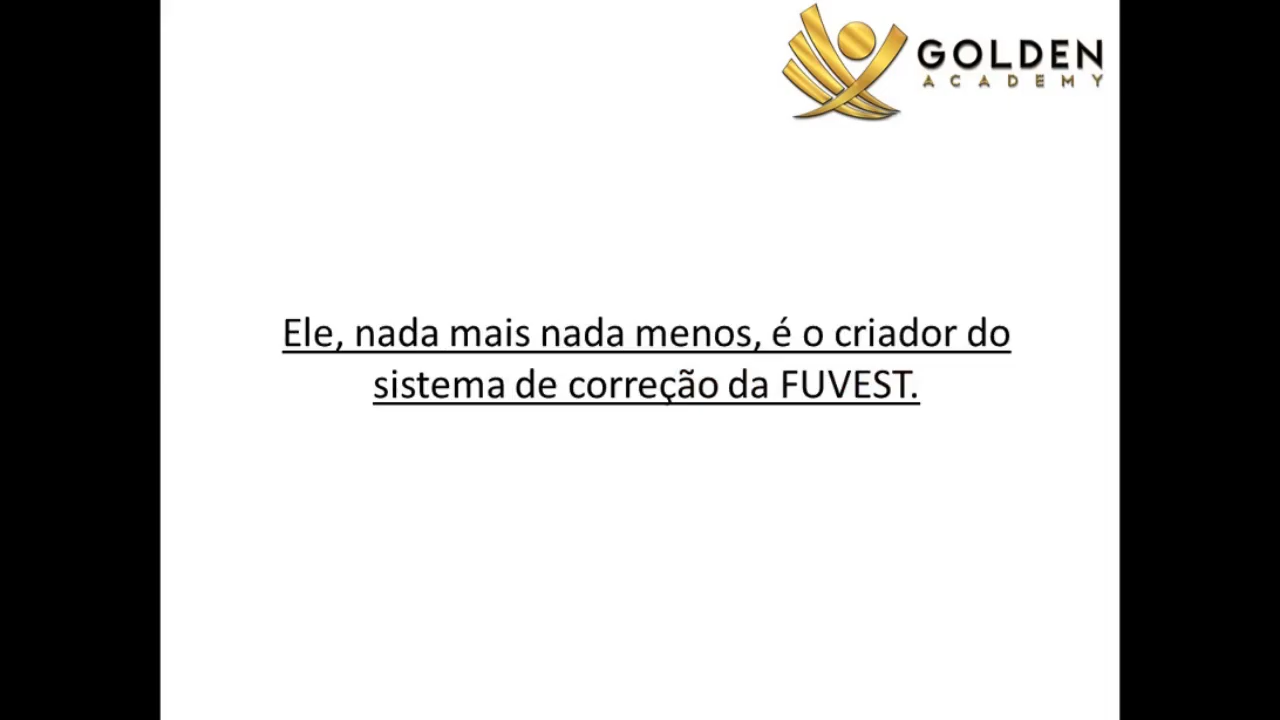 GOLDEN
ACADEMY
Ele, nada mais nada menos, é o criador do
sistema de correção da FUVEST.